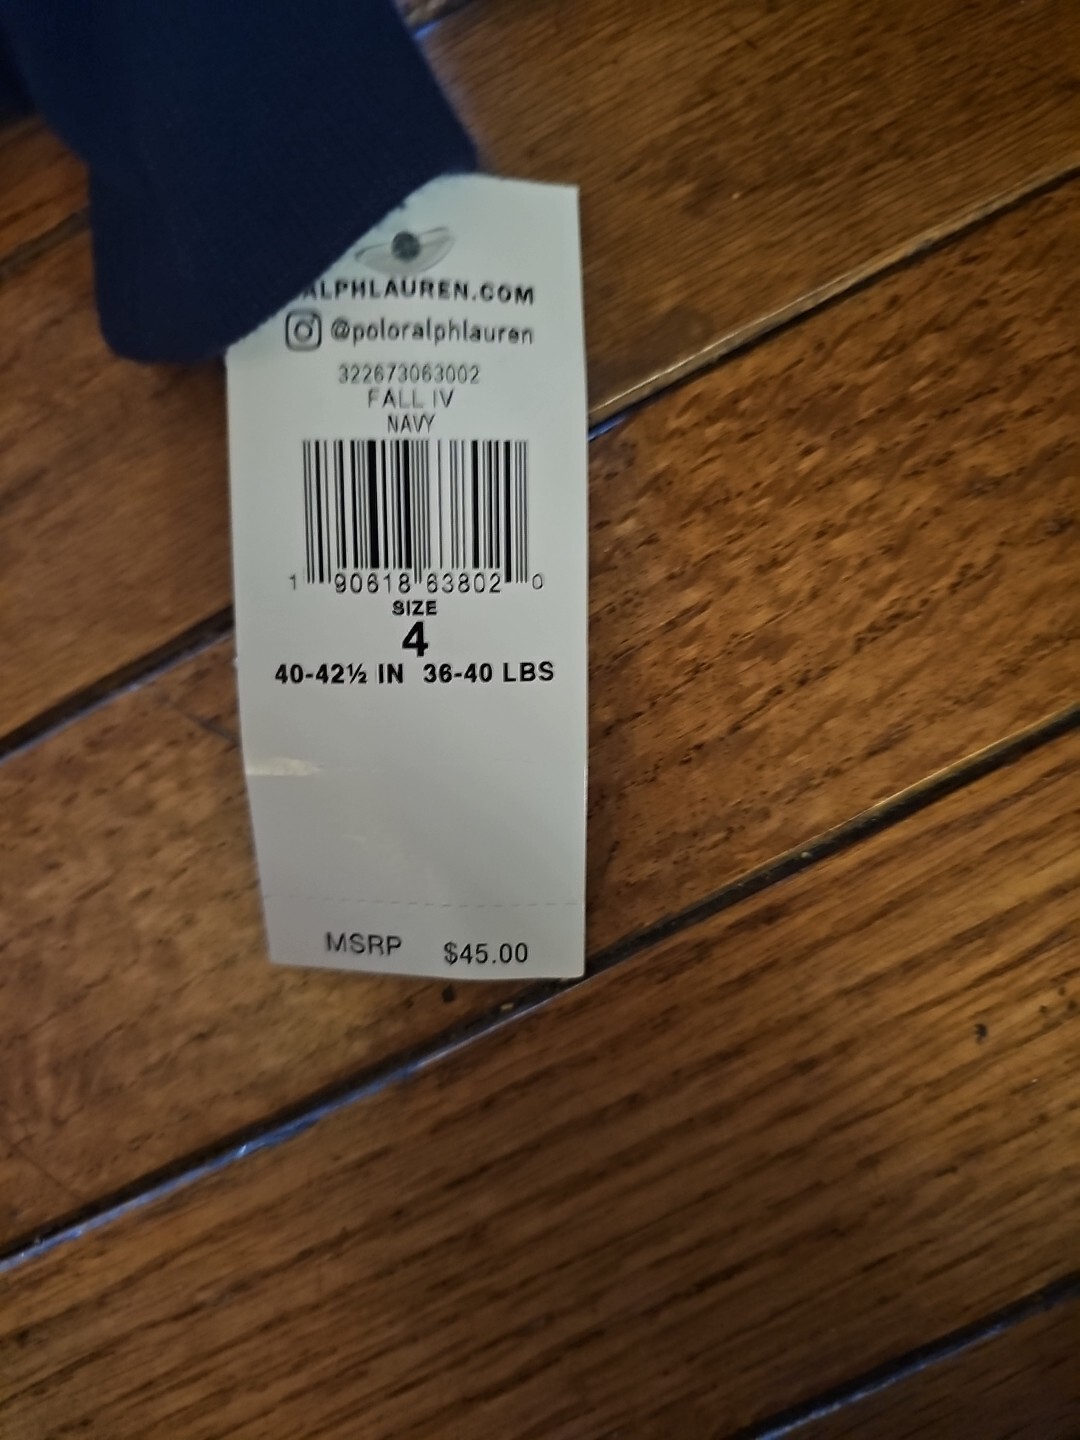 RALPHLAUREN.COM
@poloralphlauren
322673063002
FALL IV
NAVY
1 90618 63802 0
SIZE
4
40-42½ IN 36-40 LBS
MSRP $45.00